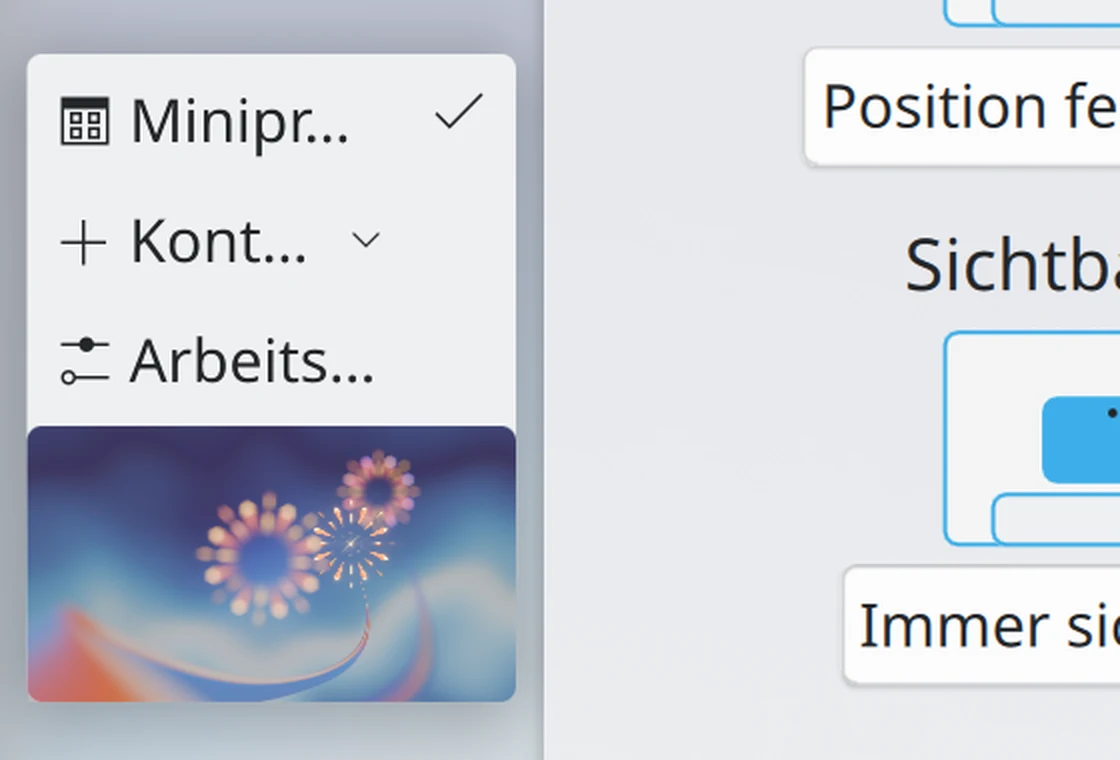 Minipr...
Kont...
Arbeits...
Position fe
Sichtba
Immer sic